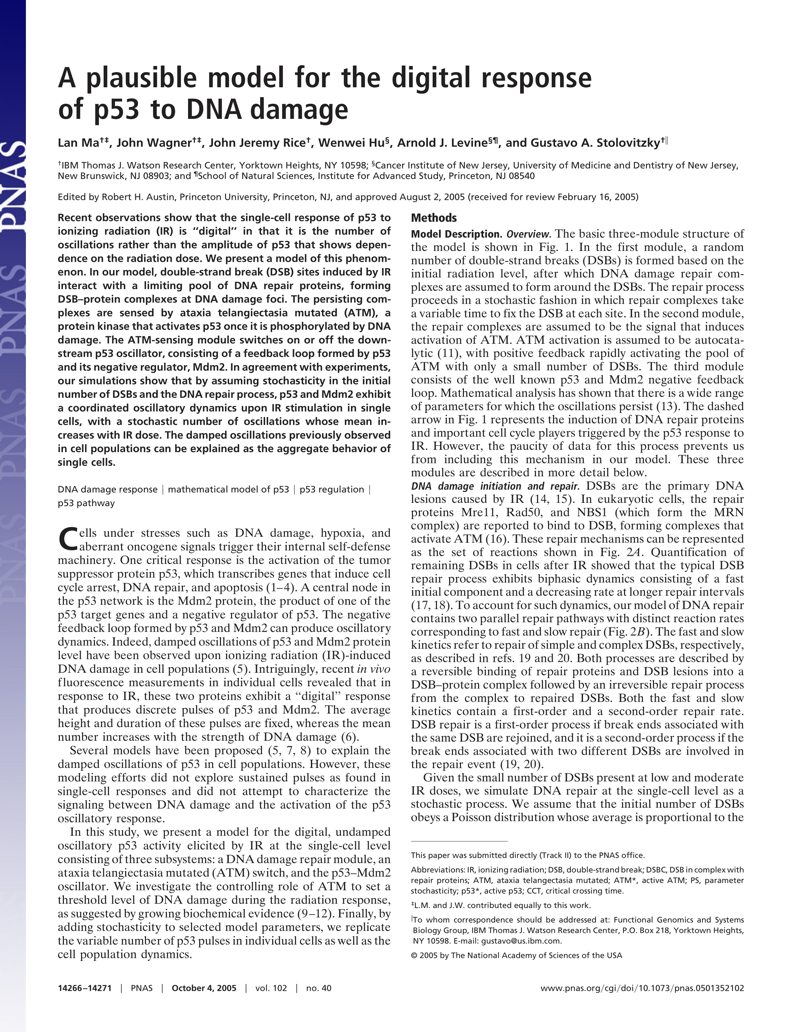 PNAS PNAS PNAS PNAS
A plausible model for the digital response
of p53 to DNA damage
Lan Ma†‡, John Wagner†‡, John Jeremy Rice†, Wenwei Hu§, Arnold J. Levine§¶, and Gustavo A. Stolovitzky†‖
†IBM Thomas J. Watson Research Center, Yorktown Heights, NY 10598; §Cancer Institute of New Jersey, University of Medicine and Dentistry of New Jersey,
New Brunswick, NJ 08903; and ¶School of Natural Sciences, Institute for Advanced Study, Princeton, NJ 08540
Edited by Robert H. Austin, Princeton University, Princeton, NJ, and approved August 2, 2005 (received for review February 16, 2005)
Recent observations show that the single-cell response of p53 to
ionizing radiation (IR) is “digital” in that it is the number of
oscillations rather than the amplitude of p53 that shows depen-
dence on the radiation dose. We present a model of this phenom-
enon. In our model, double-strand break (DSB) sites induced by IR
interact with a limiting pool of DNA repair proteins, forming
DSB–protein complexes at DNA damage foci. The persisting com-
plexes are sensed by ataxia telangiectasia mutated (ATM), a
protein kinase that activates p53 once it is phosphorylated by DNA
damage. The ATM-sensing module switches on or off the down-
stream p53 oscillator, consisting of a feedback loop formed by p53
and its negative regulator, Mdm2. In agreement with experiments,
our simulations show that by assuming stochasticity in the initial
number of DSBs and the DNA repair process, p53 and Mdm2 exhibit
a coordinated oscillatory dynamics upon IR stimulation in single
cells, with a stochastic number of oscillations whose mean in-
creases with IR dose. The damped oscillations previously observed
in cell populations can be explained as the aggregate behavior of
single cells.
DNA damage response | mathematical model of p53 | p53 regulation |
p53 pathway
Cells under stresses such as DNA damage, hypoxia, and
aberrant oncogene signals trigger their internal self-defense
machinery. One critical response is the activation of the tumor
suppressor protein p53, which transcribes genes that induce cell
cycle arrest, DNA repair, and apoptosis (1–4). A central node in
the p53 network is the Mdm2 protein, the product of one of the
p53 target genes and a negative regulator of p53. The negative
feedback loop formed by p53 and Mdm2 can produce oscillatory
dynamics. Indeed, damped oscillations of p53 and Mdm2 protein
level have been observed upon ionizing radiation (IR)-induced
DNA damage in cell populations (5). Intriguingly, recent in vivo
fluorescence measurements in individual cells revealed that in
response to IR, these two proteins exhibit a “digital” response
that produces discrete pulses of p53 and Mdm2. The average
height and duration of these pulses are fixed, whereas the mean
number increases with the strength of DNA damage (6).
Several models have been proposed (5, 7, 8) to explain the
damped oscillations of p53 in cell populations. However, these
modeling efforts did not explore sustained pulses as found in
single-cell responses and did not attempt to characterize the
signaling between DNA damage and the activation of the p53
oscillatory response.
In this study, we present a model for the digital, undamped
oscillatory p53 activity elicited by IR at the single-cell level
consisting of three subsystems: a DNA damage repair module, an
ataxia telangiectasia mutated (ATM) switch, and the p53–Mdm2
oscillator. We investigate the controlling role of ATM to set a
threshold level of DNA damage during the radiation response,
as suggested by growing biochemical evidence (9–12). Finally, by
adding stochasticity to selected model parameters, we replicate
the variable number of p53 pulses in individual cells as well as the
cell population dynamics.
Methods
Model Description. Overview. The basic three-module structure of
the model is shown in Fig. 1. In the first module, a random
number of double-strand breaks (DSBs) is formed based on the
initial radiation level, after which DNA damage repair com-
plexes are assumed to form around the DSBs. The repair process
proceeds in a stochastic fashion in which repair complexes take
a variable time to fix the DSB at each site. In the second module,
the repair complexes are assumed to be the signal that induces
activation of ATM. ATM activation is assumed to be autocata-
lytic (11), with positive feedback rapidly activating the pool of
ATM with only a small number of DSBs. The third module
consists of the well known p53 and Mdm2 negative feedback
loop. Mathematical analysis has shown that there is a wide range
of parameters for which the oscillations persist (13). The dashed
arrow in Fig. 1 represents the induction of DNA repair proteins
and important cell cycle players triggered by the p53 response to
IR. However, the paucity of data for this process prevents us
from including this mechanism in our model. These three
modules are described in more detail below.
DNA damage initiation and repair. DSBs are the primary DNA
lesions caused by IR (14, 15). In eukaryotic cells, the repair
proteins Mre11, Rad50, and NBS1 (which form the MRN
complex) are reported to bind to DSB, forming complexes that
activate ATM (16). These repair mechanisms can be represented
as the set of reactions shown in Fig. 2A. Quantification of
remaining DSBs in cells after IR showed that the typical DSB
repair process exhibits biphasic dynamics consisting of a fast
initial component and a decreasing rate at longer repair intervals
(17, 18). To account for such dynamics, our model of DNA repair
contains two parallel repair pathways with distinct reaction rates
corresponding to fast and slow repair (Fig. 2B). The fast and slow
kinetics refer to repair of simple and complex DSBs, respectively,
as described in refs. 19 and 20. Both processes are described by
a reversible binding of repair proteins and DSB lesions into a
DSB–protein complex followed by an irreversible repair process
from the complex to repaired DSBs. Both the fast and slow
kinetics contain a first-order and a second-order repair rate.
DSB repair is a first-order process if break ends associated with
the same DSB are rejoined, and it is a second-order process if the
break ends associated with two different DSBs are involved in
the repair event (19, 20).
Given the small number of DSBs present at low and moderate
IR doses, we simulate DNA repair at the single-cell level as a
stochastic process. We assume that the initial number of DSBs
obeys a Poisson distribution whose average is proportional to the
This paper was submitted directly (Track II) to the PNAS office.
Abbreviations: IR, ionizing radiation; DSB, double-strand break; DSBC, DSB in complex with
repair proteins; ATM, ataxia telangiectasia mutated; ATM*, active ATM; PS, parameter
stochasticity; p53*, active p53; CCT, critical crossing time.
‡L.M. and J.W. contributed equally to this work.
‖To whom correspondence should be addressed at: Functional Genomics and Systems
Biology Group, IBM Thomas J. Watson Research Center, P.O. Box 218, Yorktown Heights,
NY 10598. E-mail: gustavo@us.ibm.com.
© 2005 by The National Academy of Sciences of the USA
14266–14271 | PNAS | October 4, 2005 | vol. 102 | no. 40
www.pnas.org/cgi/doi/10.1073/pnas.0501352102